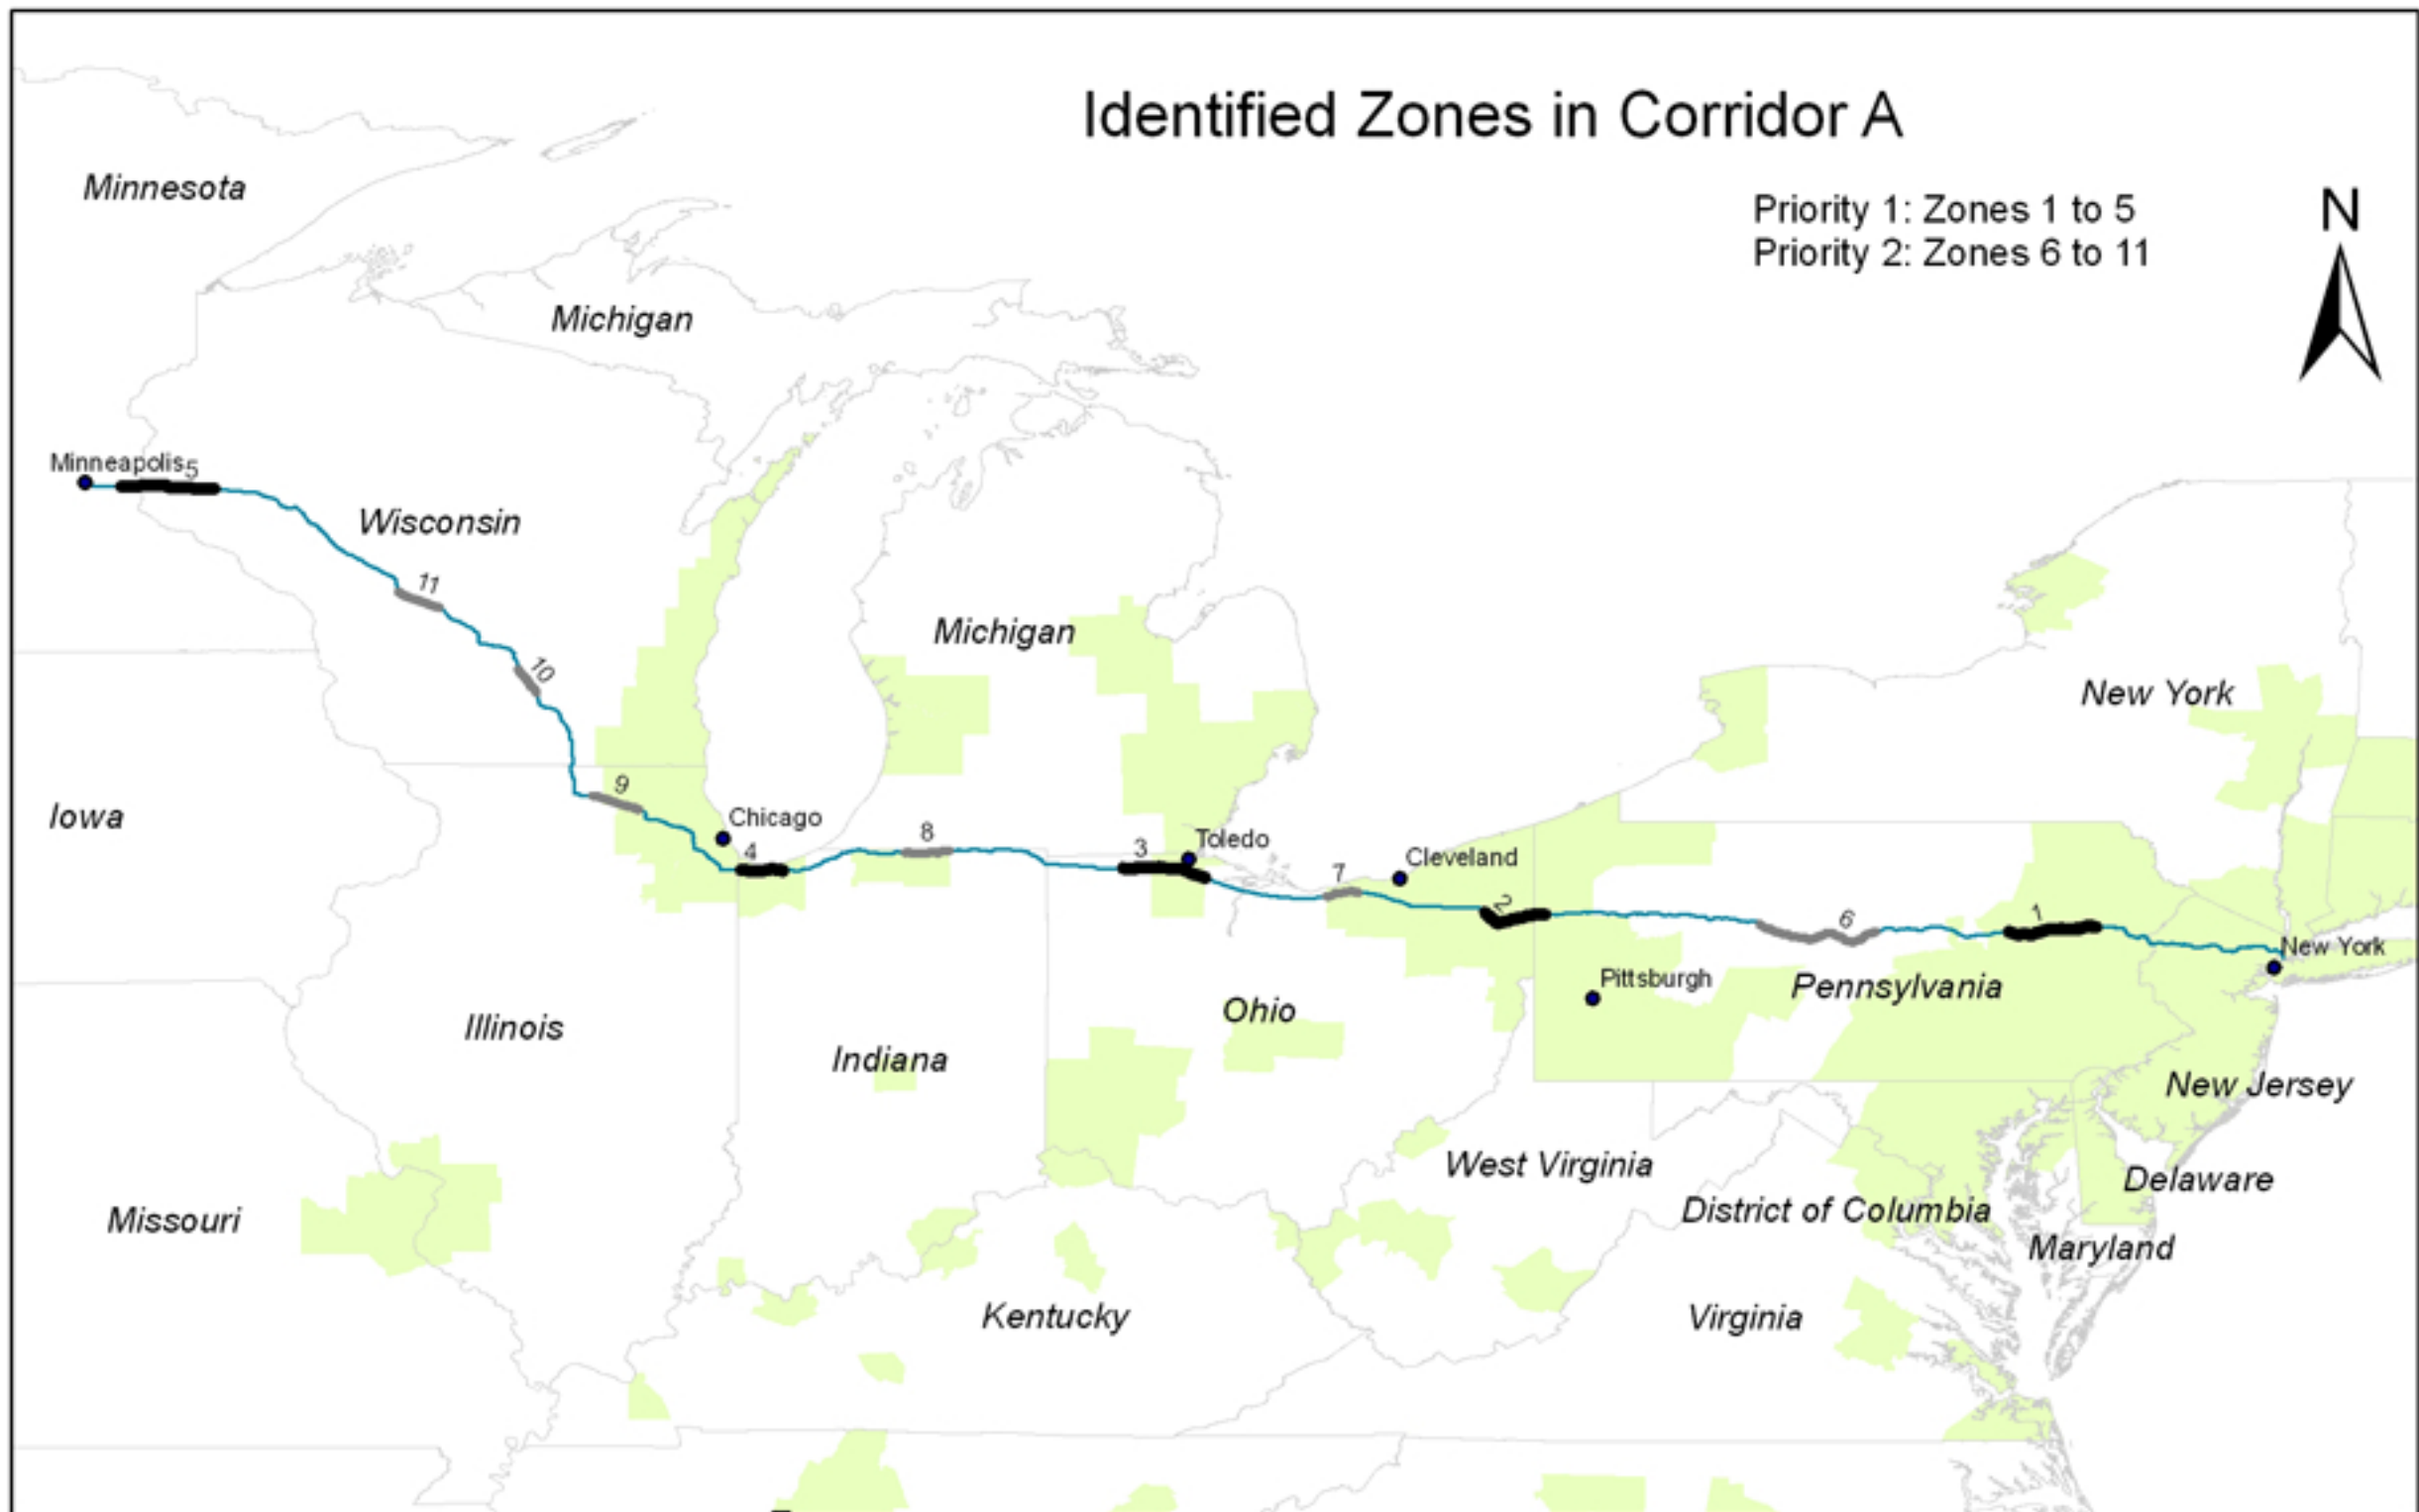 Identified Zones in Corridor A
Priority 1: Zones 1 to 5
Priority 2: Zones 6 to 11
N
Minnesota
Michigan
Minneapolis
5
Wisconsin
11
Michigan
10
New York
9
Iowa
Chicago
4
8
3
Toledo
7
Cleveland
2
6
1
New York
Pittsburgh
Pennsylvania
Ohio
Illinois
Indiana
New Jersey
West Virginia
Delaware
District of Columbia
Missouri
Maryland
Kentucky
Virginia